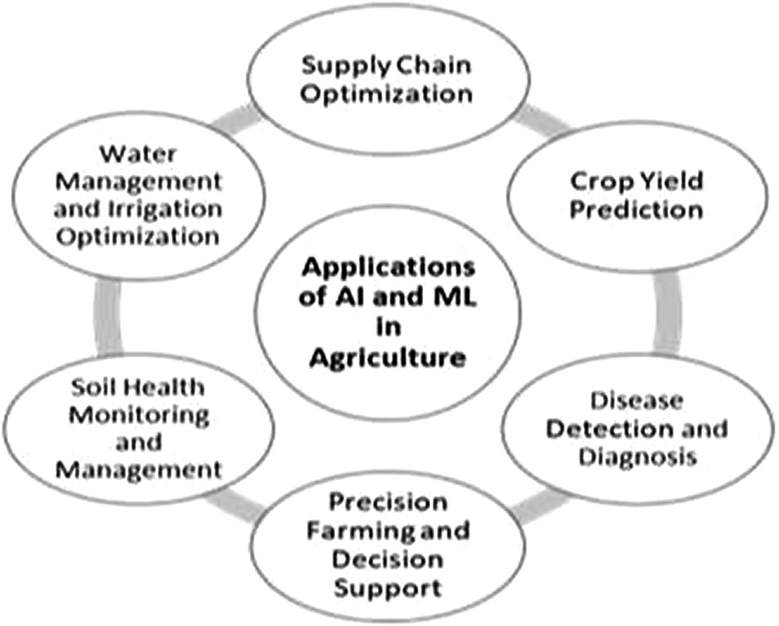 Supply Chain
Optimization
Water
Management
and Irrigation
Optimization
Crop Yield
Prediction
Applications
of AI and ML
in
Agriculture
Soil Health
Monitoring
and
Management
Disease
Detection and
Diagnosis
Precision
Farming and
Decision
Support